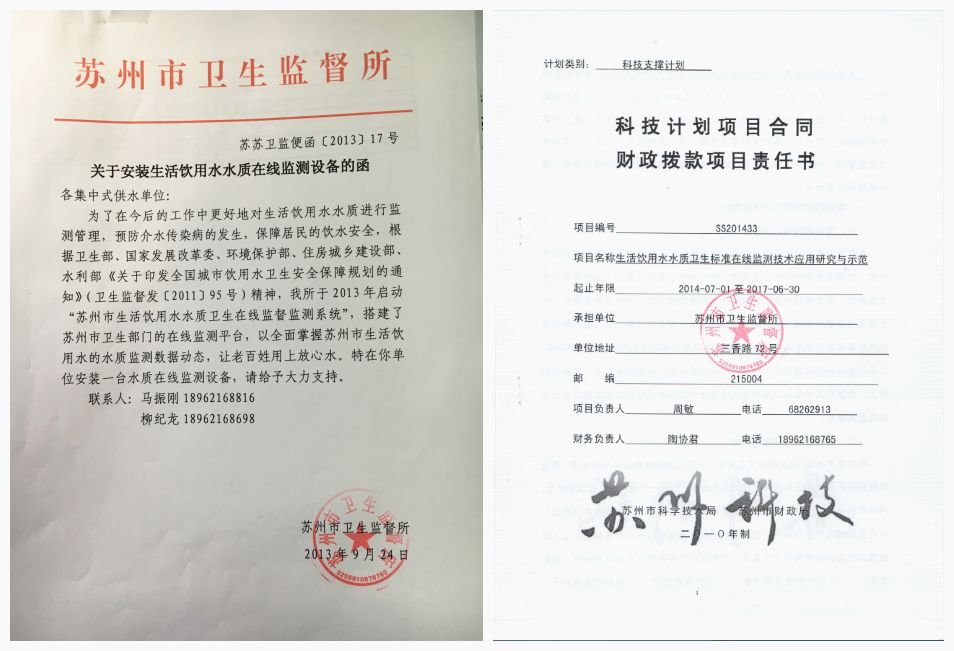 苏州市卫生监督所
苏苏卫监便函〔2013〕17号
关于安装生活饮用水水质在线监测设备的函
各集中式供水单位：
为了在今后的工作中更好地对生活饮用水水质进行监
测管理，预防介水传染病的发生，保障居民的饮水安全，根
据卫生部、国家发展改革委、环境保护部、住房城乡建设部、
水利部《关于印发全国城市饮用水卫生安全保障规划的通
知》（卫生监督发〔2011〕95号）精神，我所于2013年启动
“苏州市生活饮用水水质卫生在线监督监测系统”，搭建了
苏州市卫生部门的在线监测平台，以全面掌握苏州市生活饮
用水的水质监测数据动态，让老百姓用上放心水。特在你单
位安装一台水质在线监测设备，请给予大力支持。
联系人：马振刚 18962168816
柳纪龙 18962168698
苏州市卫生监督所
2013年9月24日
苏州市卫生监督所
计划类别：科技支撑计划
科技计划项目合同
财政拨款项目责任书
项目编号 SS201433
项目名称 生活饮用水水质卫生标准在线监测技术应用研究与示范
起止年限 2014-07-01 至 2017-06-30
承担单位 苏州市卫生监督所
单位地址 三香路72号
邮 编 215004
项目负责人 周敏 电话 68262913
财务负责人 陶协君 电话 18962168765
苏州科技
苏州市科学技术局 苏州市财政局
二〇一〇年制
苏州市卫生监督所
1